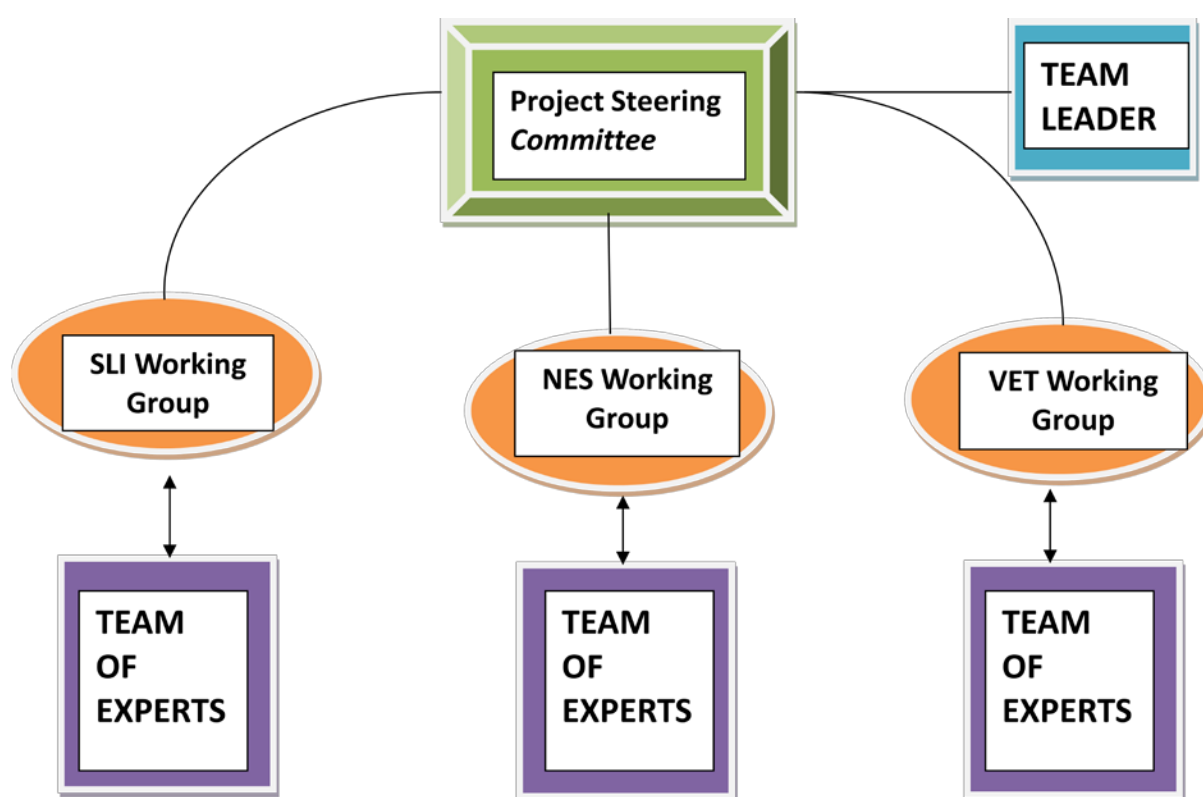 Project Steering
Committee
TEAM
LEADER
SLI Working
Group
NES Working
Group
VET Working
Group
TEAM
OF
EXPERTS
TEAM
OF
EXPERTS
TEAM
OF
EXPERTS